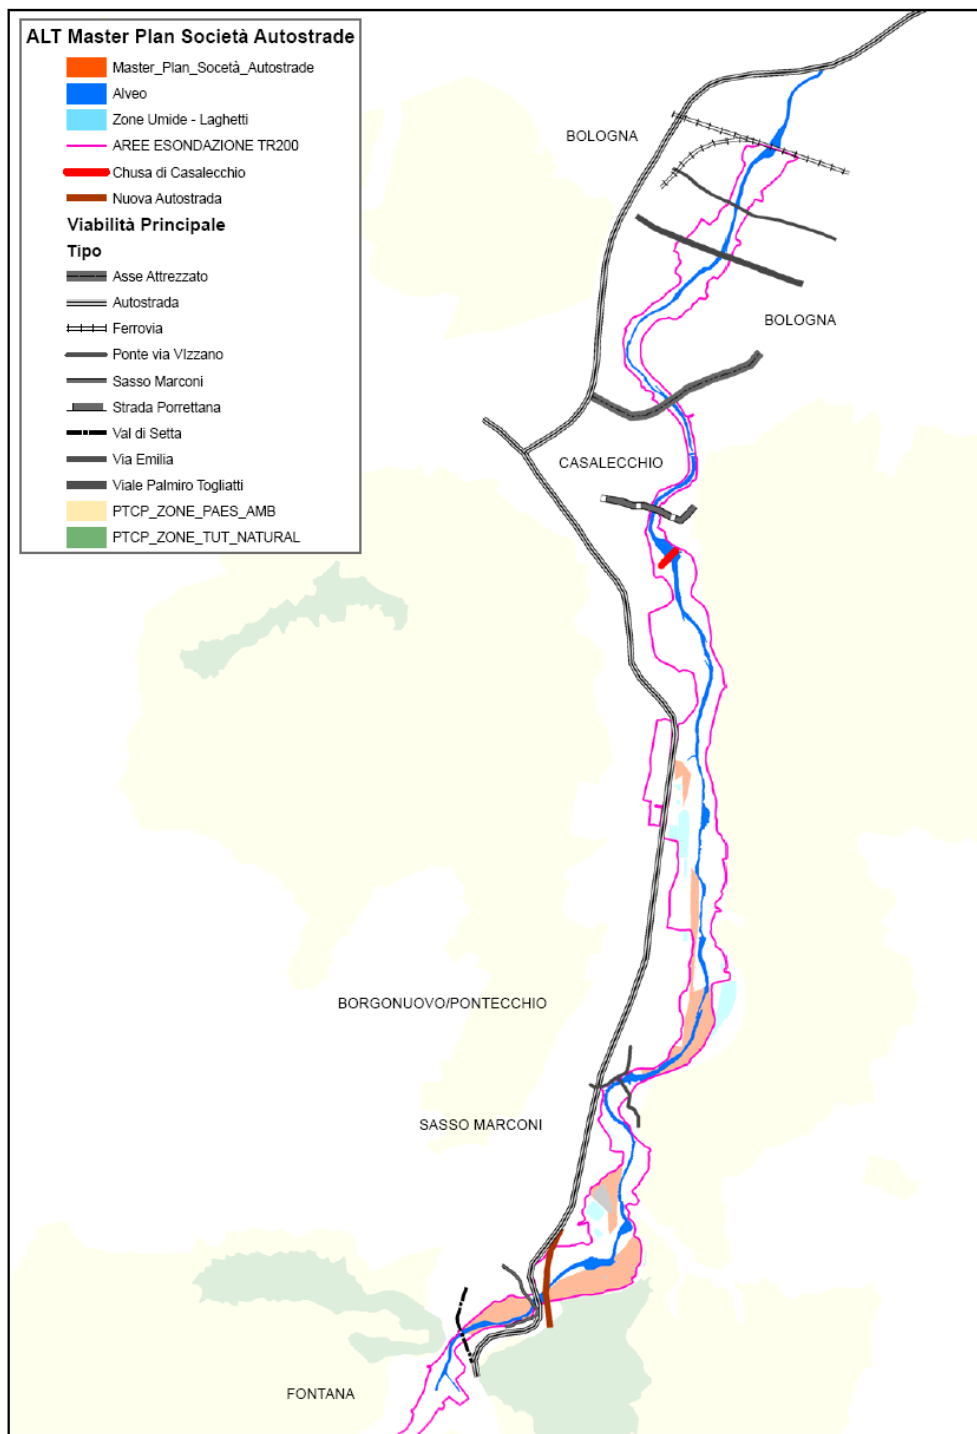 ALT Master Plan Società Autostrade
Master_Plan_Socetà_Autostrade
Alveo
Zone Umide - Laghetti
AREE ESONDAZIONE TR200
Chusa di Casalecchio
Nuova Autostrada
Viabilità Principale
Tipo
Asse Attrezzato
Autostrada
Ferrovia
Ponte via VIzzano
Sasso Marconi
Strada Porrettana
Val di Setta
Via Emilia
Viale Palmiro Togliatti
PTCP_ZONE_PAES_AMB
PTCP_ZONE_TUT_NATURAL
BOLOGNA
BOLOGNA
CASALECCHIO
BORGONUOVO/PONTECCHIO
SASSO MARCONI
FONTANA